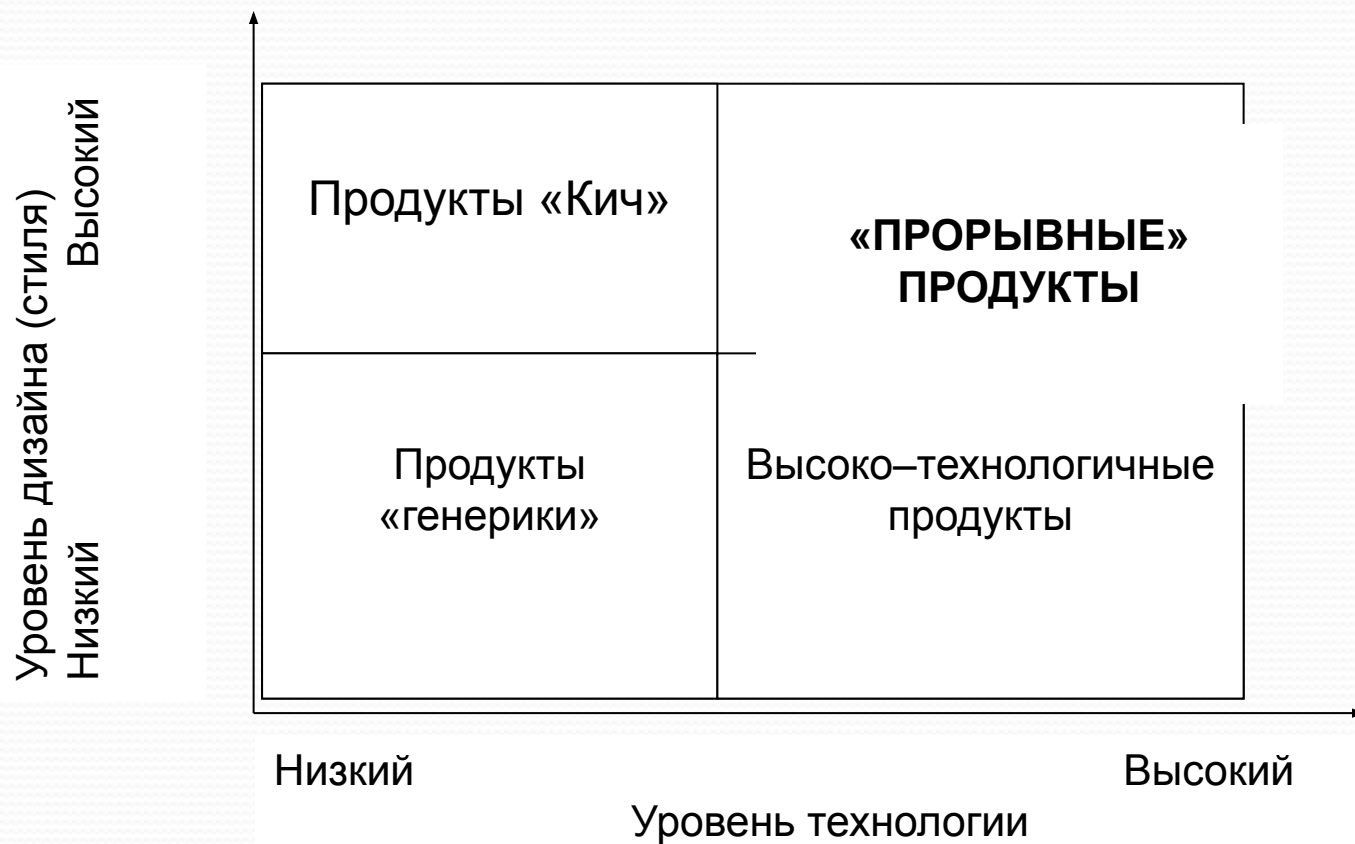 Уровень дизайна (стиля)
Высокий
Низкий
Продукты «Кич»
«ПРОРЫВНЫЕ»
ПРОДУКТЫ
Продукты
«генерики»
Высоко–технологичные
продукты
Низкий
Высокий
Уровень технологии